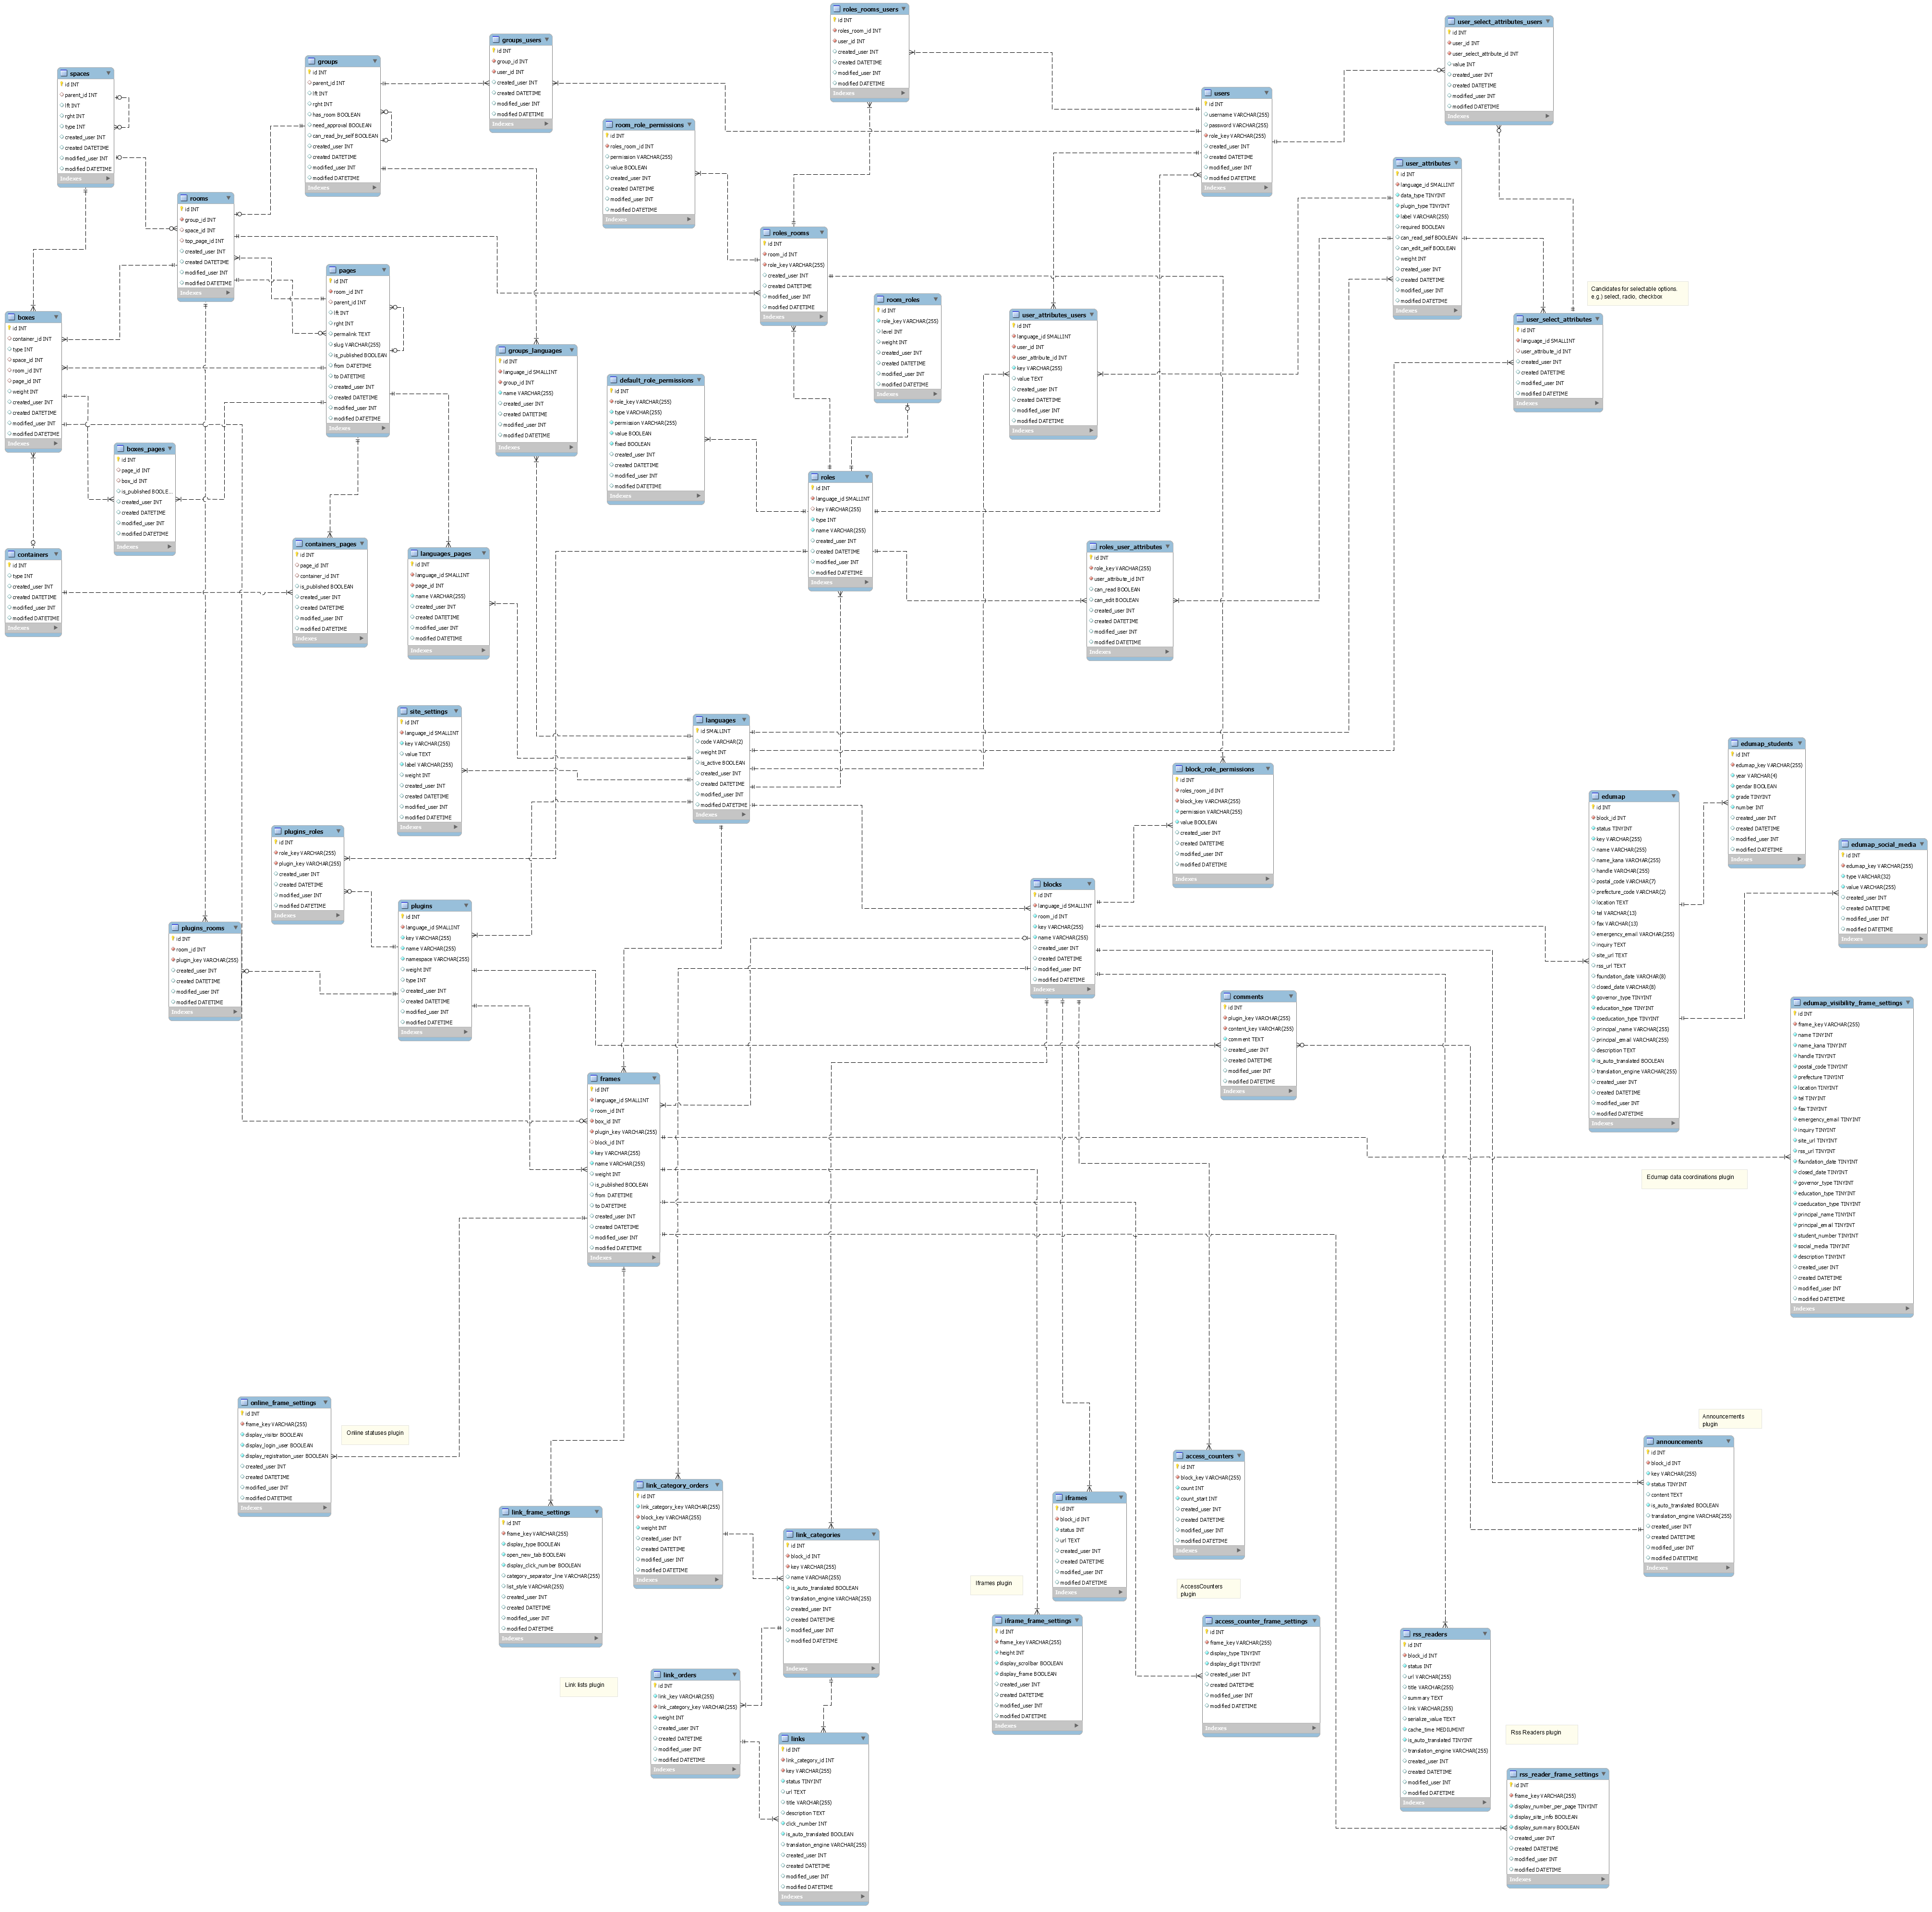 spaces
id INT
parent_id INT
lft INT
rght INT
type INT
created_user INT
created DATETIME
modified_user INT
modified DATETIME
Indexes
groups
id INT
parent_id INT
lft INT
rght INT
has_room BOOLEAN
need_approval BOOLEAN
can_read_by_self BOOLEAN
created_user INT
created DATETIME
modified_user INT
modified DATETIME
Indexes
groups_users
id INT
group_id INT
user_id INT
created_user INT
created DATETIME
modified_user INT
modified DATETIME
Indexes
roles_rooms_users
id INT
roles_room_id INT
user_id INT
created_user INT
created DATETIME
modified_user INT
modified DATETIME
Indexes
users
id INT
username VARCHAR(255)
password VARCHAR(255)
role_key VARCHAR(255)
created_user INT
created DATETIME
modified_user INT
modified DATETIME
Indexes
user_select_attributes_users
id INT
user_id INT
user_select_attribute_id INT
value INT
created_user INT
created DATETIME
modified_user INT
modified DATETIME
Indexes
room_role_permissions
id INT
roles_room_id INT
permission VARCHAR(255)
value BOOLEAN
created_user INT
created DATETIME
modified_user INT
modified DATETIME
Indexes
user_attributes
id INT
language_id SMALLINT
data_type TINYINT
plugin_type TINYINT
label VARCHAR(255)
required BOOLEAN
can_read_self BOOLEAN
can_edit_self BOOLEAN
weight INT
created_user INT
created DATETIME
modified_user INT
modified DATETIME
Indexes
rooms
id INT
group_id INT
space_id INT
top_page_id INT
created_user INT
created DATETIME
modified_user INT
modified DATETIME
Indexes
roles_rooms
id INT
room_id INT
role_key VARCHAR(255)
created_user INT
created DATETIME
modified_user INT
modified DATETIME
Indexes
pages
id INT
room_id INT
parent_id INT
lft INT
rght INT
permalink TEXT
slug VARCHAR(255)
is_published BOOLEAN
from DATETIME
to DATETIME
created_user INT
created DATETIME
modified_user INT
modified DATETIME
Indexes
Candidates for selectable options.
e.g.) select, radio, checkbox
boxes
id INT
container_id INT
type INT
space_id INT
room_id INT
page_id INT
weight INT
created_user INT
created DATETIME
modified_user INT
modified DATETIME
Indexes
room_roles
id INT
role_key VARCHAR(255)
level INT
weight INT
created_user INT
created DATETIME
modified_user INT
modified DATETIME
Indexes
user_attributes_users
id INT
language_id SMALLINT
user_id INT
user_attribute_id INT
key VARCHAR(255)
value TEXT
created_user INT
created DATETIME
modified_user INT
modified DATETIME
Indexes
user_select_attributes
id INT
language_id SMALLINT
user_attribute_id INT
created_user INT
created DATETIME
modified_user INT
modified DATETIME
Indexes
groups_languages
id INT
language_id SMALLINT
group_id INT
name VARCHAR(255)
created_user INT
created DATETIME
modified_user INT
modified DATETIME
Indexes
default_role_permissions
id INT
role_key VARCHAR(255)
type VARCHAR(255)
permission VARCHAR(255)
value BOOLEAN
fixed BOOLEAN
created_user INT
created DATETIME
modified_user INT
modified DATETIME
Indexes
boxes_pages
id INT
page_id INT
box_id INT
is_published BOOLE...
created_user INT
created DATETIME
modified_user INT
modified DATETIME
Indexes
roles
id INT
language_id SMALLINT
key VARCHAR(255)
type INT
name VARCHAR(255)
created_user INT
created DATETIME
modified_user INT
modified DATETIME
Indexes
containers
id INT
type INT
created_user INT
created DATETIME
modified_user INT
modified DATETIME
Indexes
containers_pages
id INT
page_id INT
container_id INT
is_published BOOLEAN
created_user INT
created DATETIME
modified_user INT
modified DATETIME
Indexes
languages_pages
id INT
language_id SMALLINT
page_id INT
name VARCHAR(255)
created_user INT
created DATETIME
modified_user INT
modified DATETIME
Indexes
roles_user_attributes
id INT
role_key VARCHAR(255)
user_attribute_id INT
can_read BOOLEAN
can_edit BOOLEAN
created_user INT
created DATETIME
modified_user INT
modified DATETIME
Indexes
site_settings
id INT
language_id SMALLINT
key VARCHAR(255)
value TEXT
label VARCHAR(255)
weight INT
created_user INT
created DATETIME
modified_user INT
modified DATETIME
Indexes
languages
id SMALLINT
code VARCHAR(2)
weight INT
is_active BOOLEAN
created_user INT
created DATETIME
modified_user INT
modified DATETIME
Indexes
block_role_permissions
id INT
roles_room_id INT
block_key VARCHAR(255)
permission VARCHAR(255)
value BOOLEAN
created_user INT
created DATETIME
modified_user INT
modified DATETIME
Indexes
edumap_students
id INT
edumap_key VARCHAR(255)
year VARCHAR(4)
gendar BOOLEAN
grade TINYINT
number INT
created_user INT
created DATETIME
modified_user INT
modified DATETIME
Indexes
edumap
id INT
block_id INT
status TINYINT
key VARCHAR(255)
name VARCHAR(255)
name_kana VARCHAR(255)
handle VARCHAR(255)
postal_code VARCHAR(7)
prefecture_code VARCHAR(2)
location TEXT
tel VARCHAR(13)
fax VARCHAR(13)
emergency_email VARCHAR(255)
inquiry TEXT
site_url TEXT
rss_url TEXT
foundation_date VARCHAR(8)
closed_date VARCHAR(8)
governor_type TINYINT
education_type TINYINT
coeducation_type TINYINT
principal_name VARCHAR(255)
principal_email VARCHAR(255)
description TEXT
is_auto_translated BOOLEAN
translation_engine VARCHAR(255)
created_user INT
created DATETIME
modified_user INT
modified DATETIME
Indexes
edumap_social_media
id INT
edumap_key VARCHAR(255)
type VARCHAR(32)
value VARCHAR(255)
created_user INT
created DATETIME
modified_user INT
modified DATETIME
Indexes
plugins_roles
id INT
role_key VARCHAR(255)
plugin_key VARCHAR(255)
created_user INT
created DATETIME
modified_user INT
modified DATETIME
Indexes
blocks
id INT
language_id SMALLINT
room_id INT
key VARCHAR(255)
name VARCHAR(255)
created_user INT
created DATETIME
modified_user INT
modified DATETIME
Indexes
plugins
id INT
language_id SMALLINT
key VARCHAR(255)
name VARCHAR(255)
namespace VARCHAR(255)
weight INT
type INT
created_user INT
created DATETIME
modified_user INT
modified DATETIME
Indexes
plugins_rooms
id INT
room_id INT
plugin_key VARCHAR(255)
created_user INT
created DATETIME
modified_user INT
modified DATETIME
Indexes
comments
id INT
plugin_key VARCHAR(255)
content_key VARCHAR(255)
comment TEXT
created_user INT
created DATETIME
modified_user INT
modified DATETIME
Indexes
edumap_visibility_frame_settings
id INT
frame_key VARCHAR(255)
name TINYINT
name_kana TINYINT
handle TINYINT
postal_code TINYINT
prefecture TINYINT
location TINYINT
tel TINYINT
fax TINYINT
emergency_email TINYINT
inquiry TINYINT
site_url TINYINT
rss_url TINYINT
foundation_date TINYINT
closed_date TINYINT
governor_type TINYINT
education_type TINYINT
coeducation_type TINYINT
principal_name TINYINT
principal_email TINYINT
student_number TINYINT
social_media TINYINT
description TINYINT
created_user INT
created DATETIME
modified_user INT
modified DATETIME
Indexes
frames
id INT
language_id SMALLINT
room_id INT
box_id INT
plugin_key VARCHAR(255)
block_id INT
key VARCHAR(255)
name VARCHAR(255)
weight INT
is_published BOOLEAN
from DATETIME
to DATETIME
created_user INT
created DATETIME
modified_user INT
modified DATETIME
Indexes
Edumap data coordinations plugin
online_frame_settings
id INT
frame_key VARCHAR(255)
display_visitor BOOLEAN
display_login_user BOOLEAN
display_registration_user BOOLEAN
created_user INT
created DATETIME
modified_user INT
modified DATETIME
Indexes
Online statuses plugin
Announcements
plugin
announcements
id INT
block_id INT
key VARCHAR(255)
status TINYINT
content TEXT
is_auto_translated BOOLEAN
translation_engine VARCHAR(255)
created_user INT
created DATETIME
modified_user INT
modified DATETIME
Indexes
access_counters
id INT
block_key VARCHAR(255)
count INT
count_start INT
created_user INT
created DATETIME
modified_user INT
modified DATETIME
Indexes
link_category_orders
id INT
link_category_key VARCHAR(255)
block_key VARCHAR(255)
weight INT
created_user INT
created DATETIME
modified_user INT
modified DATETIME
Indexes
iframes
id INT
block_id INT
status INT
url TEXT
created_user INT
created DATETIME
modified_user INT
modified DATETIME
Indexes
link_frame_settings
id INT
frame_key VARCHAR(255)
display_type BOOLEAN
open_new_tab BOOLEAN
display_click_number BOOLEAN
category_separator_line VARCHAR(255)
list_style VARCHAR(255)
created_user INT
created DATETIME
modified_user INT
modified DATETIME
Indexes
link_categories
id INT
block_id INT
key VARCHAR(255)
name VARCHAR(255)
is_auto_translated BOOLEAN
translation_engine VARCHAR(255)
created_user INT
created DATETIME
modified_user INT
modified DATETIME
Indexes
Iframes plugin
AccessCounters
plugin
iframe_frame_settings
id INT
frame_key VARCHAR(255)
height INT
display_scrollbar BOOLEAN
display_frame BOOLEAN
created_user INT
created DATETIME
modified_user INT
modified DATETIME
Indexes
access_counter_frame_settings
id INT
frame_key VARCHAR(255)
display_type TINYINT
display_digit TINYINT
created_user INT
created DATETIME
modified_user INT
modified DATETIME
Indexes
rss_readers
id INT
block_id INT
status INT
url VARCHAR(255)
title VARCHAR(255)
summary TEXT
link VARCHAR(255)
serialize_value TEXT
cache_time MEDIUMINT
is_auto_translated TINYINT
translation_engine VARCHAR(255)
created_user INT
created DATETIME
modified_user INT
modified DATETIME
Indexes
Link lists plugin
link_orders
id INT
link_key VARCHAR(255)
link_category_key VARCHAR(255)
weight INT
created_user INT
created DATETIME
modified_user INT
modified DATETIME
Indexes
links
id INT
link_category_id INT
key VARCHAR(255)
status TINYINT
url TEXT
title VARCHAR(255)
description TEXT
click_number INT
is_auto_translated BOOLEAN
translation_engine VARCHAR(255)
created_user INT
created DATETIME
modified_user INT
modified DATETIME
Indexes
Rss Readers plugin
rss_reader_frame_settings
id INT
frame_key VARCHAR(255)
display_number_per_page TINYINT
display_site_info BOOLEAN
display_summary BOOLEAN
created_user INT
created DATETIME
modified_user INT
modified DATETIME
Indexes